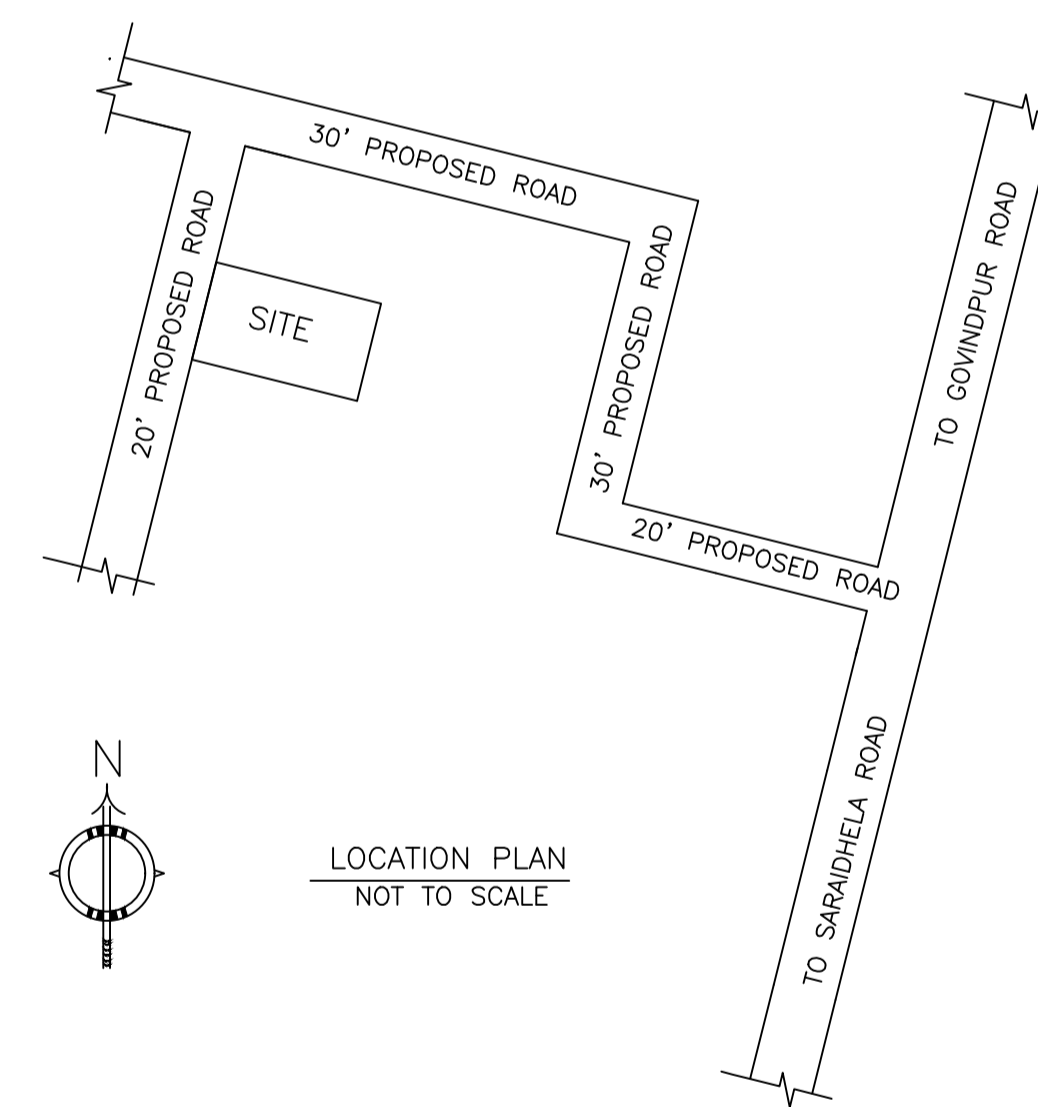 30' PROPOSED ROAD
20' PROPOSED ROAD
SITE
30' PROPOSED ROAD
TO GOVINDPUR ROAD
20' PROPOSED ROAD
TO SARAIDHELA ROAD
N
LOCATION PLAN
NOT TO SCALE